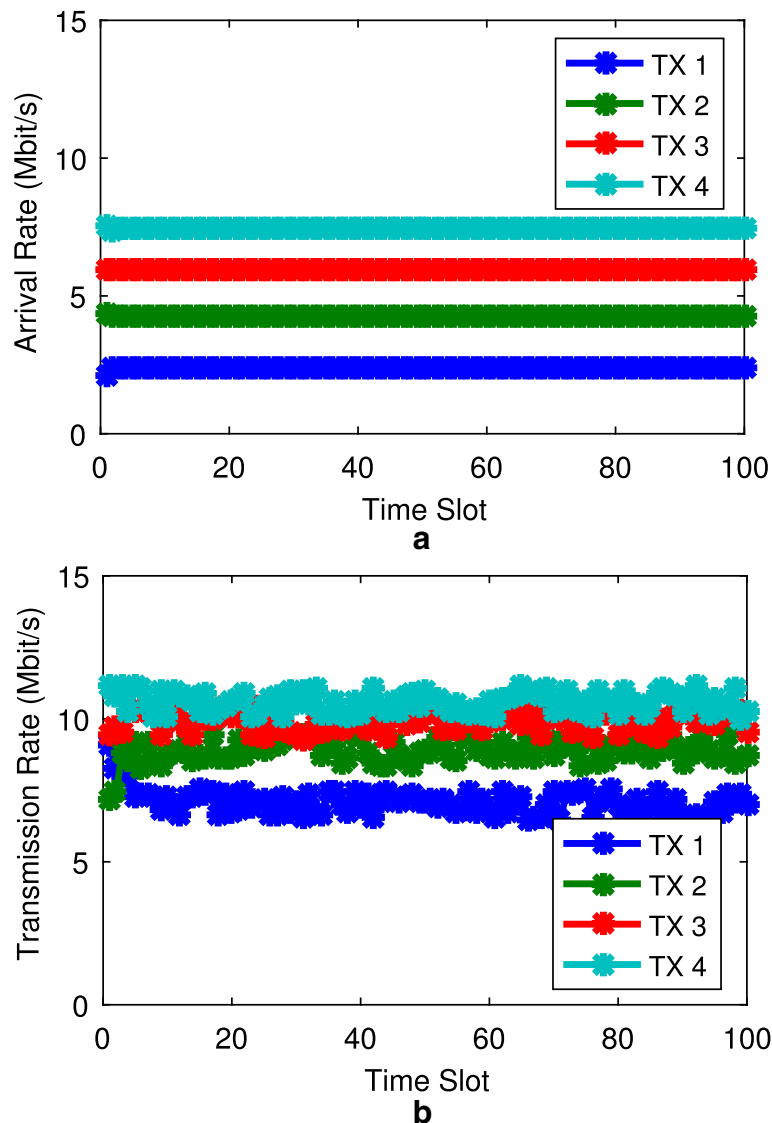 15
10
5
0
Arrival Rate (Mbit/s)
TX 1
TX 2
TX 3
TX 4
0 20 40 60 80 100
Time Slot
a
15
10
5
0
Transmission Rate (Mbit/s)
TX 1
TX 2
TX 3
TX 4
0 20 40 60 80 100
Time Slot
b